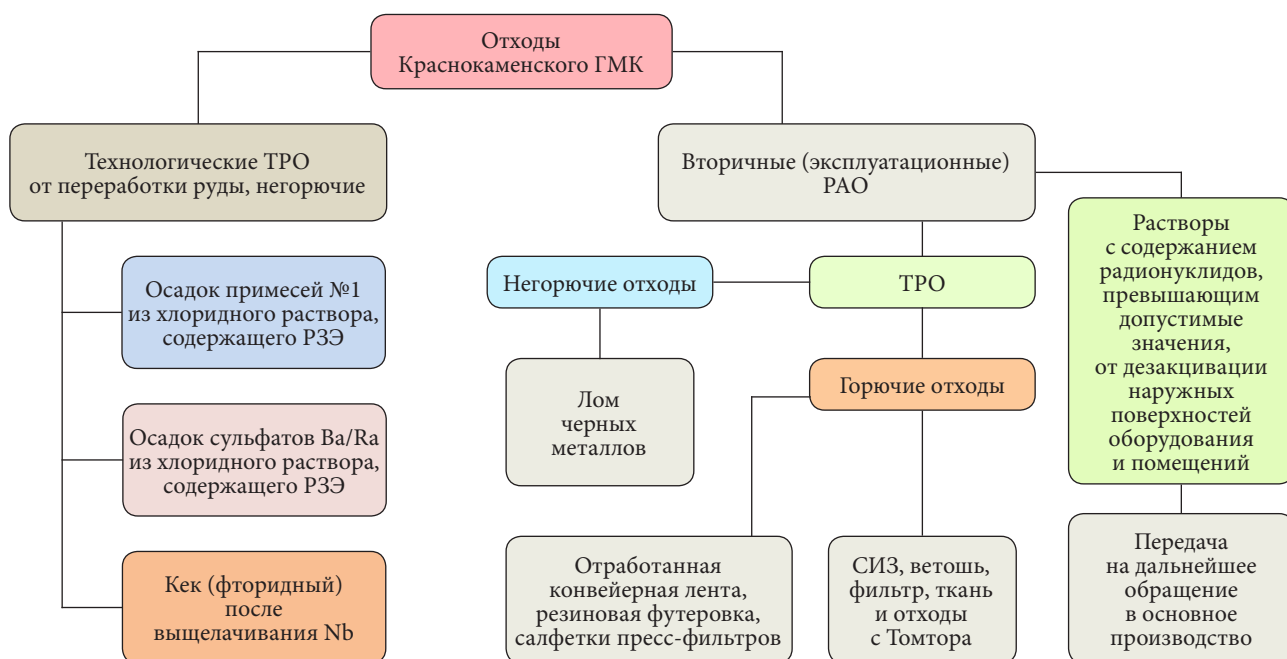 Отходы
Краснокаменского ГМК
Технологические ТРО
от переработки руды, негорючие
Осадок примесей №1
из хлоридного раствора,
содержащего РЗЭ
Осадок сульфатов Ba/Ra
из хлоридного раствора,
содержащего РЗЭ
Кек (фторидный)
после
выщелачивания Nb
Вторичные (эксплуатационные)
РАО
Негорючие отходы
ТРО
Лом
черных
металлов
Горючие отходы
Отработанная
конвейерная лента,
резиновая футеровка,
салфетки пресс-фильтров
СИЗ, ветошь,
фильтр, ткань
и отходы
с Томтора
Растворы
с содержанием
радионуклидов,
превышающим
допустимые
значения,
от дезакцивации
наружных
поверхностей
оборудования
и помещений
Передача
на дальнейшее
обращение
в основное
производство